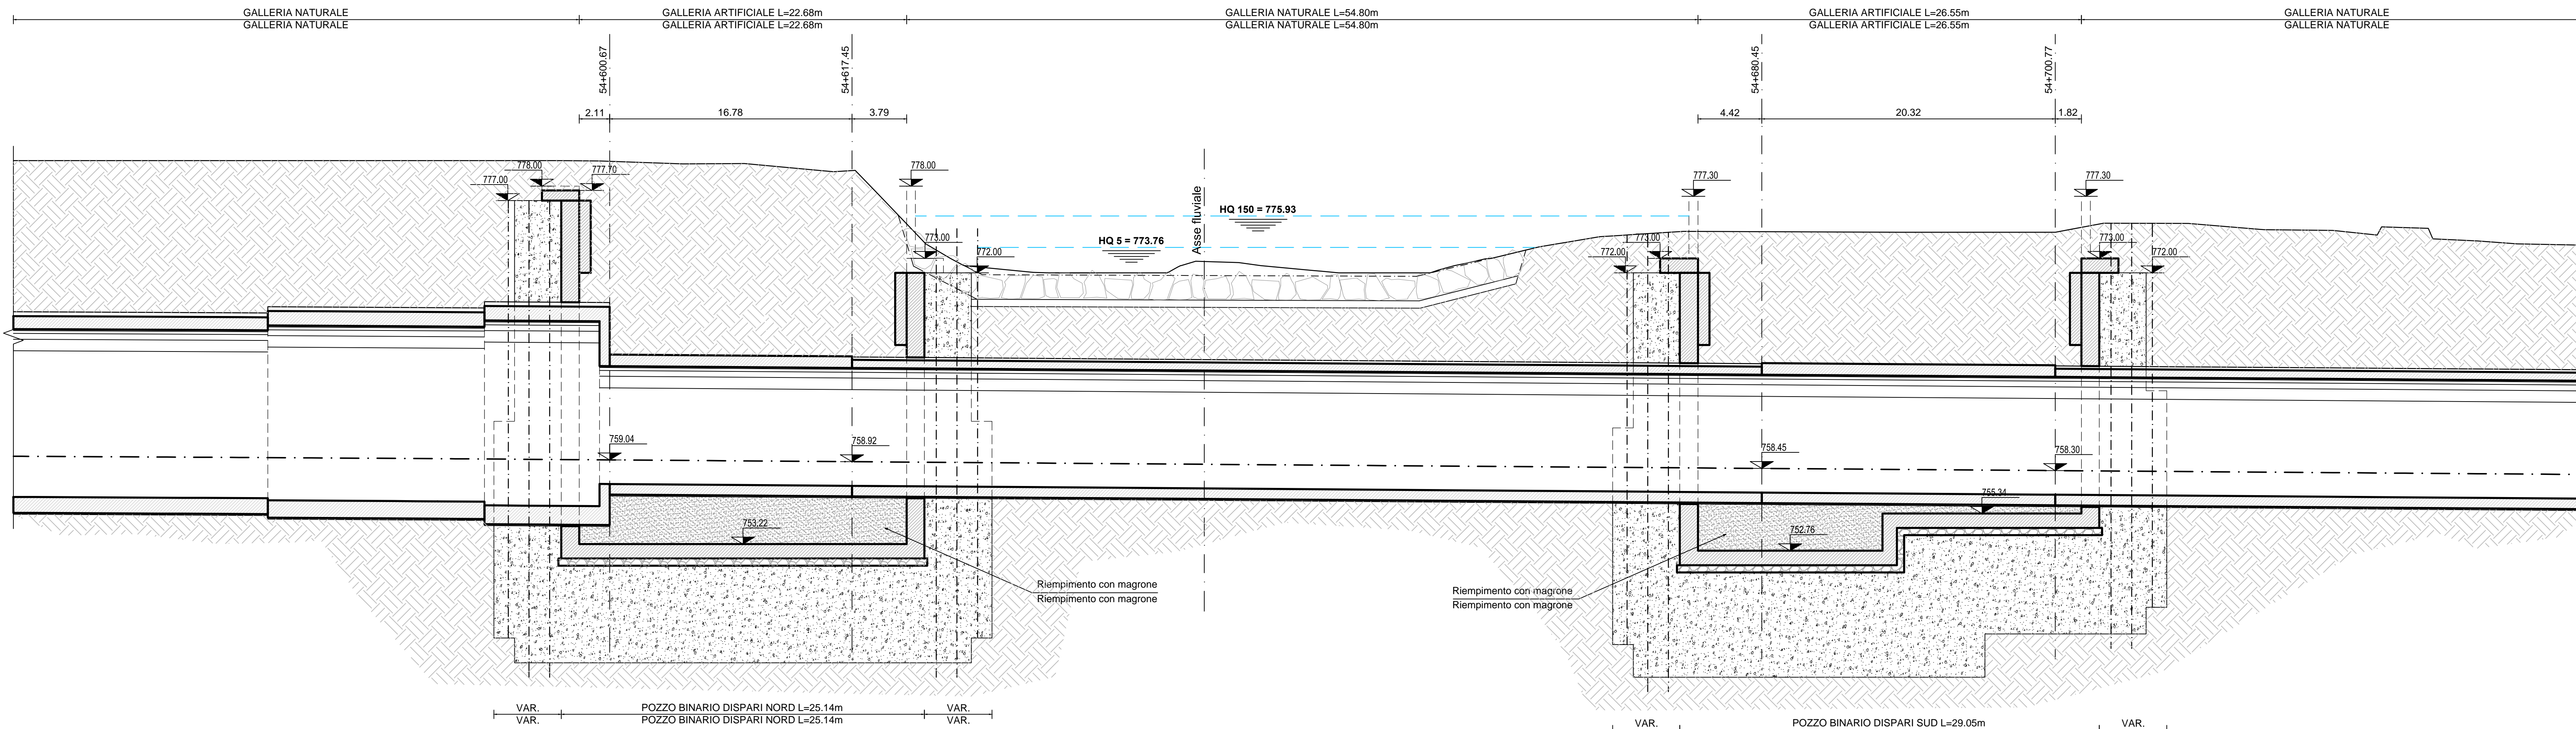 GALLERIA NATURALE
GALLERIA NATURALE
GALLERIA ARTIFICIALE L=22.68m
GALLERIA ARTIFICIALE L=22.68m
GALLERIA NATURALE L=54.80m
GALLERIA NATURALE L=54.80m
GALLERIA ARTIFICIALE L=26.55m
GALLERIA ARTIFICIALE L=26.55m
GALLERIA NATURALE
GALLERIA NATURALE
54+600.67
54+617.45
54+680.45
54+700.77
2.11
16.78
3.79
4.42
20.32
1.82
778.00
777.00
777.70
778.00
777.30
777.30
Asse fluviale
HQ 150 = 775.93
HQ 5 = 773.76
773.00
772.00
773.00
772.00
773.00
772.00
759.04
758.92
758.45
758.30
753.22
755.34
752.76
Riempimento con magrone
Riempimento con magrone
Riempimento con magrone
Riempimento con magrone
VAR.
VAR.
POZZO BINARIO DISPARI NORD L=25.14m
POZZO BINARIO DISPARI NORD L=25.14m
VAR.
VAR.
VAR.
POZZO BINARIO DISPARI SUD L=29.05m
VAR.